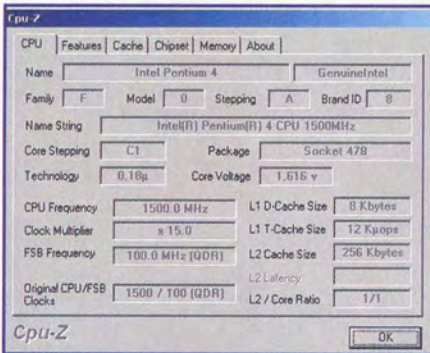 Cpu-Z
CPU Features Cache Chipset Memory About
Name Intel Pentium 4 GenuineIntel
Family F Model 0 Stepping A Brand ID 8
Name String Intel(R) Pentium(R) 4 CPU 1500MHz
Core Stepping C1 Package Socket 478
Technology 0,18µ Core Voltage 1,616 v
CPU Frequency 1500.0 MHz L1 D-Cache Size 8 Kbytes
Clock Multiplier x 15.0 L1 T-Cache Size 12 Kµops
FSB Frequency 100.0 MHz (QDR) L2 Cache Size 256 Kbytes
L2 Latency
Original CPU/FSB Clocks 1500 / 100 (QDR) L2 / Core Ratio 1/1
Cpu-Z OK